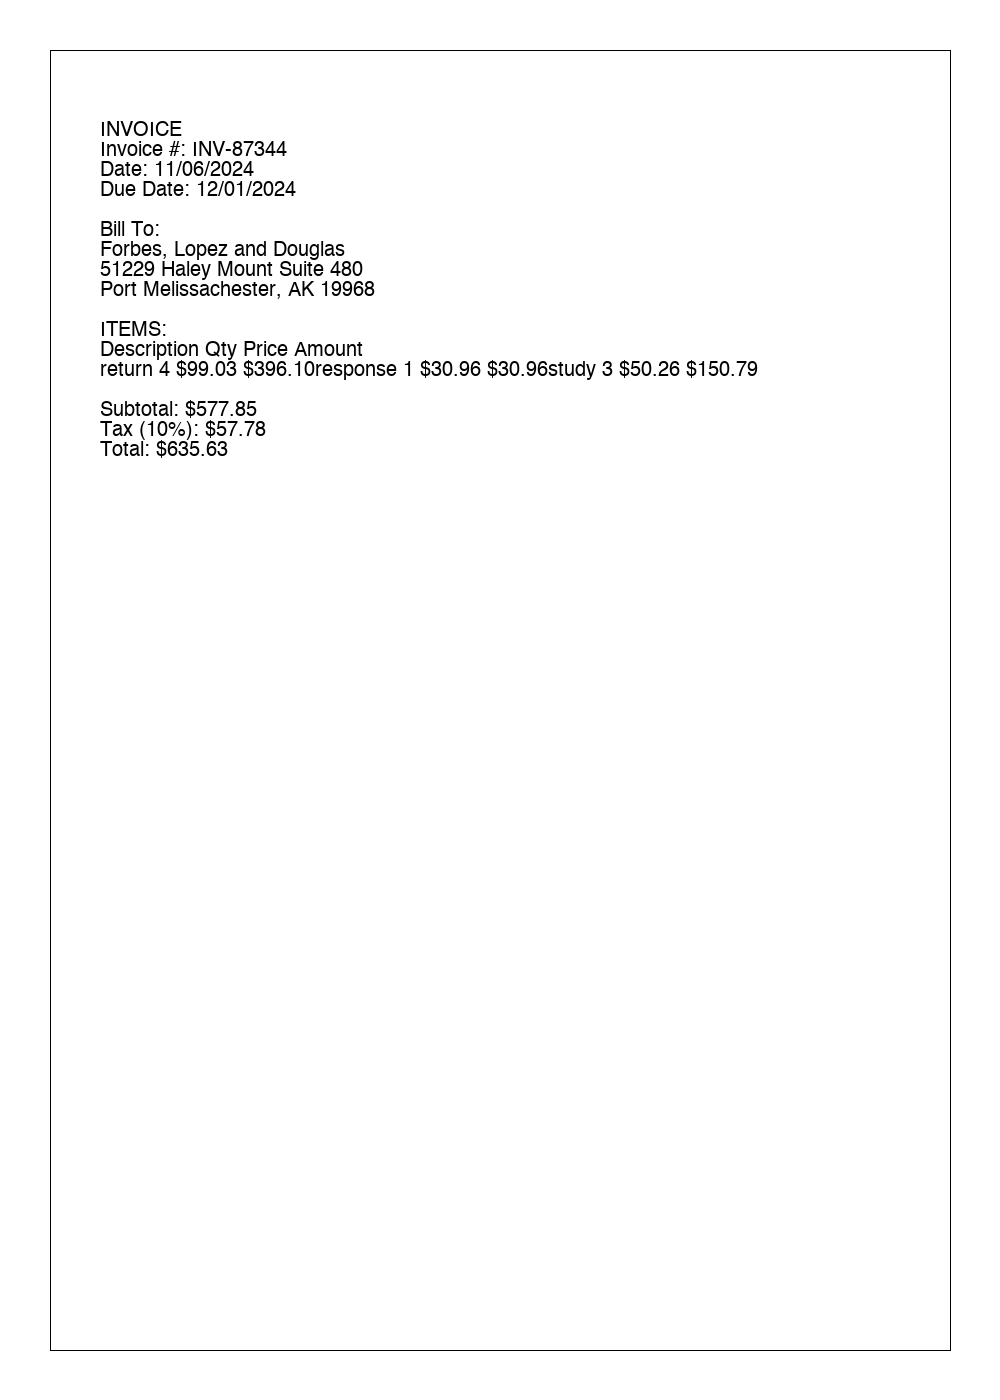 INVOICE
Invoice #: INV-87344
Date: 11/06/2024
Due Date: 12/01/2024
Bill To:
Forbes, Lopez and Douglas
51229 Haley Mount Suite 480
Port Melissachester, AK 19968
ITEMS:
Description Qty Price Amount
return 4 $99.03 $396.10response 1 $30.96 $30.96study 3 $50.26 $150.79
Subtotal: $577.85
Tax (10%): $57.78
Total: $635.63